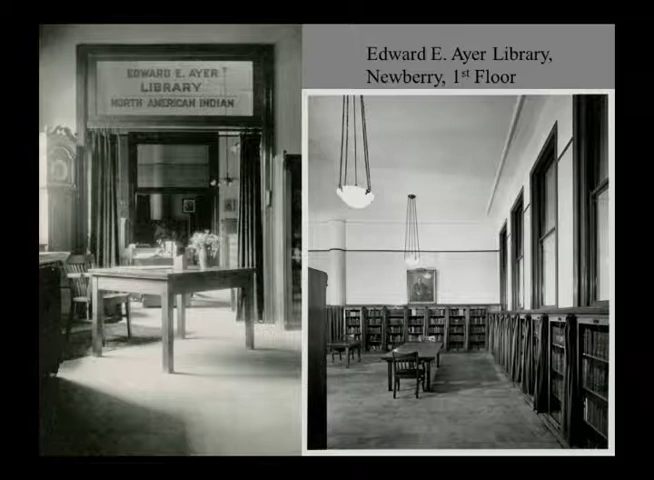 EDWARD E. AYER
LIBRARY
NORTH AMERICAN INDIAN
Edward E. Ayer Library,
Newberry, 1st Floor